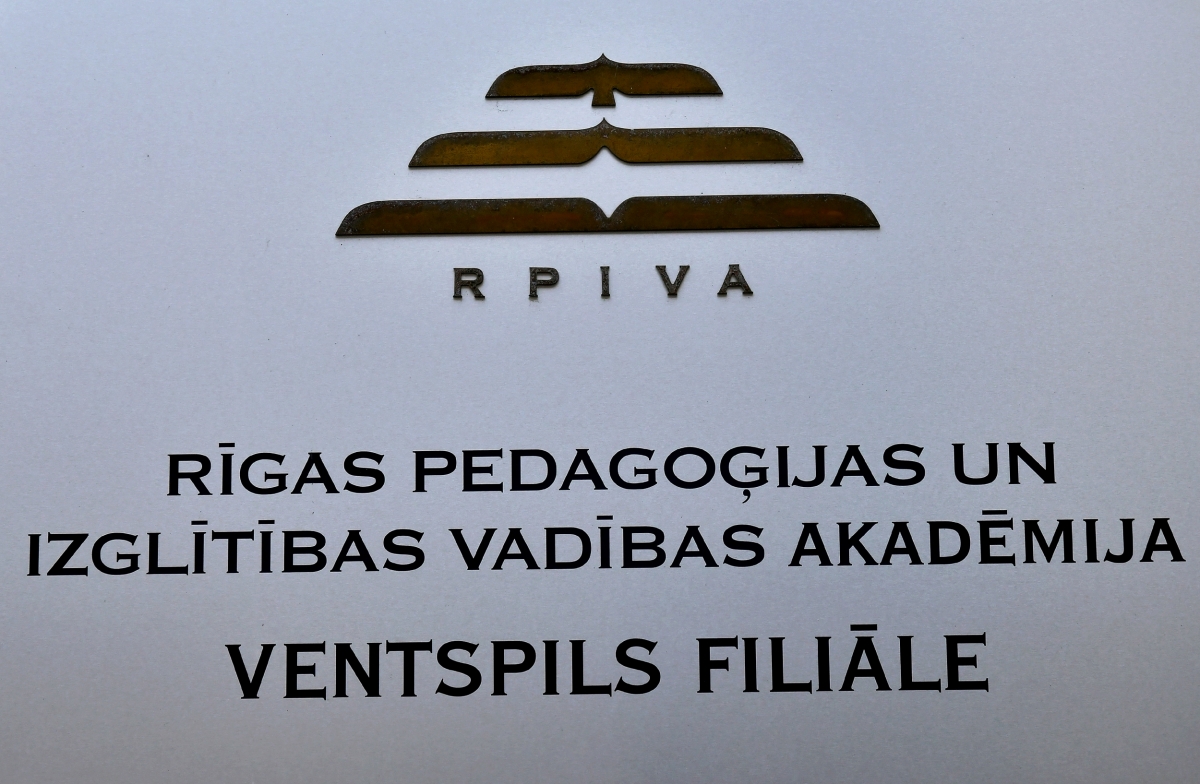 RPIVA
RĪGAS PEDAGOĢIJAS UN
IZGLĪTĪBAS VADĪBAS AKADĒMIJA
VENTSPILS FILIĀLE